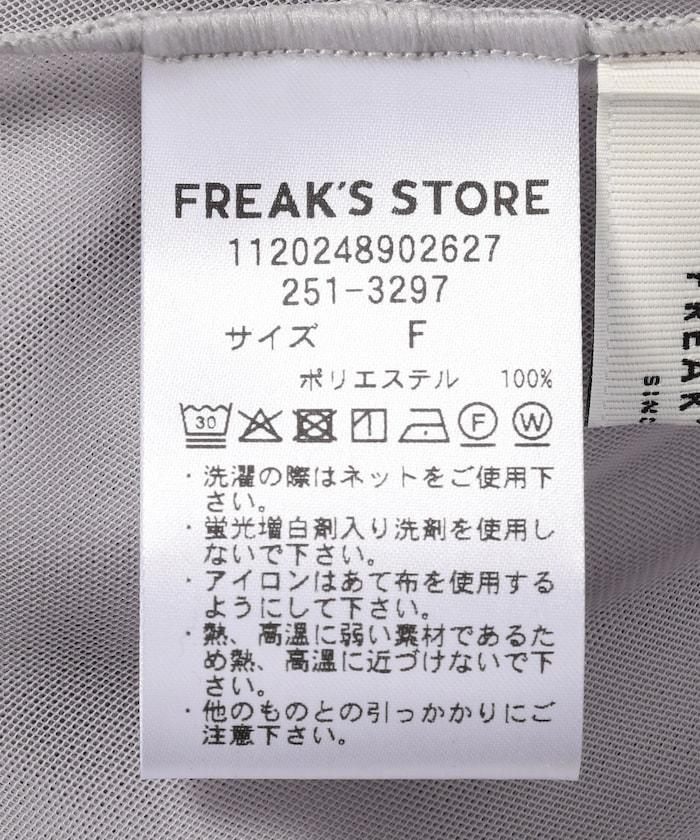 FREAK'S STORE
1120248902627
251-3297
サイズ F
ポリエステル 100%
30 F W
・洗濯の際はネットをご使用下
さい。
・蛍光増白剤入り洗剤を使用し
ないで下さい。
・アイロンはあて布を使用する
ようにして下さい。
・熱、高温に弱い素材であるた
め熱、高温に近づけないで下
さい。
・他のものとの引っかかりにご
注意下さい。
FREAK'
SINC